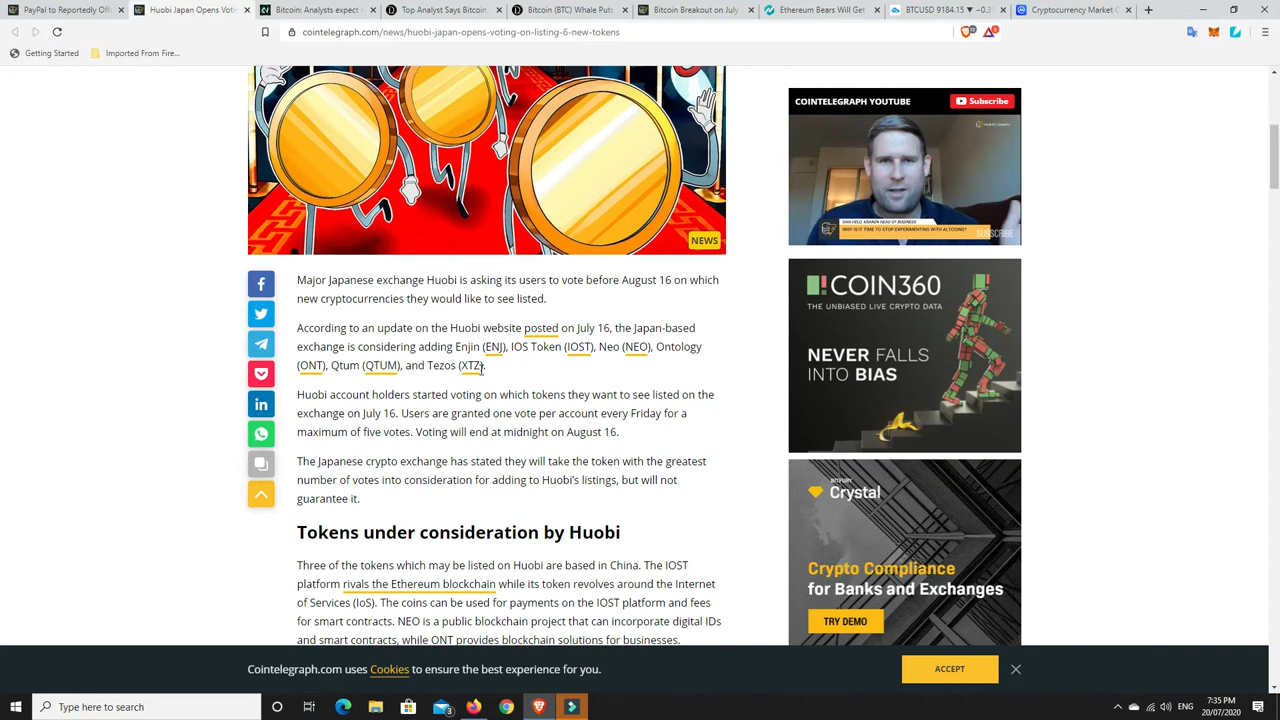 PayPal to Reportedly Off
Huobi Japan Opens Voti
Bitcoin: Analysts expect
Top Analyst Says Bitcoin
Bitcoin (BTC) Whale Puts
Bitcoin Breakout on July
Ethereum Bears Will Get
BTCUSD 9184.15 ▼ −0.3
Cryptocurrency Market C
cointelegraph.com/news/huobi-japan-opens-voting-on-listing-6-new-tokens
Getting Started
Imported From Fire...
NEWS
COINTELEGRAPH YOUTUBE
Subscribe
WHY IS IT TIME TO STOP EXPERIMENTING WITH ALTCOINS?
SUBSCRIBE
Major Japanese exchange Huobi is asking its users to vote before August 16 on which
new cryptocurrencies they would like to see listed.
According to an update on the Huobi website posted on July 16, the Japan-based
exchange is considering adding Enjin (ENJ), IOS Token (IOST), Neo (NEO), Ontology
(ONT), Qtum (QTUM), and Tezos (XTZ).
Huobi account holders started voting on which tokens they want to see listed on the
exchange on July 16. Users are granted one vote per account every Friday for a
maximum of five votes. Voting will end at midnight on August 16.
The Japanese crypto exchange has stated they will take the token with the greatest
number of votes into consideration for adding to Huobi's listings, but will not
guarantee it.
Tokens under consideration by Huobi
Three of the tokens which may be listed on Huobi are based in China. The IOST
platform rivals the Ethereum blockchain while its token revolves around the Internet
of Services (IoS). The coins can be used for payments on the IOST platform and fees
for smart contracts. NEO is a public blockchain project that can incorporate digital IDs
and smart contracts, while ONT provides blockchain solutions for businesses.
COIN360
THE UNBIASED LIVE CRYPTO DATA
NEVER FALLS
INTO BIAS
BITFURY
Crystal
Crypto Compliance
for Banks and Exchanges
TRY DEMO
Cointelegraph.com uses Cookies to ensure the best experience for you.
ACCEPT
Type here to search
3
ENG
7:35 PM
20/07/2020